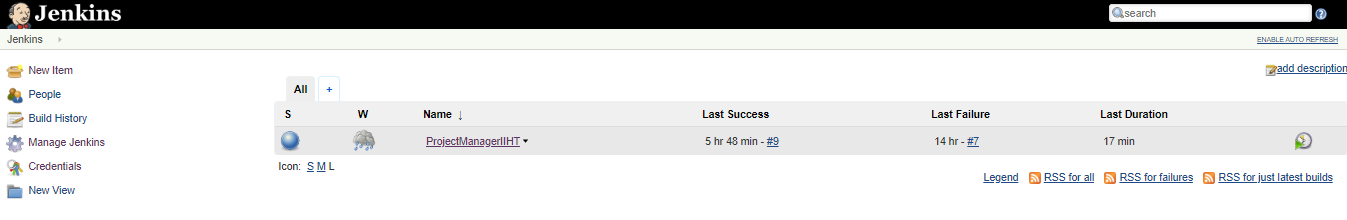 Jenkins
search
Jenkins
ENABLE AUTO REFRESH
New Item
People
Build History
Manage Jenkins
Credentials
New View
add description
All +
S W Name ↓ Last Success Last Failure Last Duration
ProjectManagerIIHT 5 hr 48 min - #9 14 hr - #7 17 min
Icon: S M L
Legend RSS for all RSS for failures RSS for just latest builds